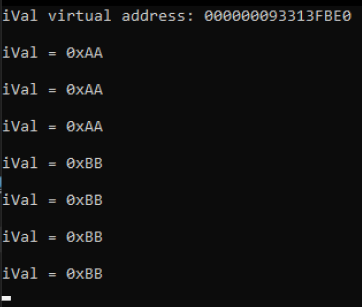 iVal virtual address: 000000093313FBE0
iVal = 0xAA
iVal = 0xAA
iVal = 0xAA
iVal = 0xBB
iVal = 0xBB
iVal = 0xBB
iVal = 0xBB